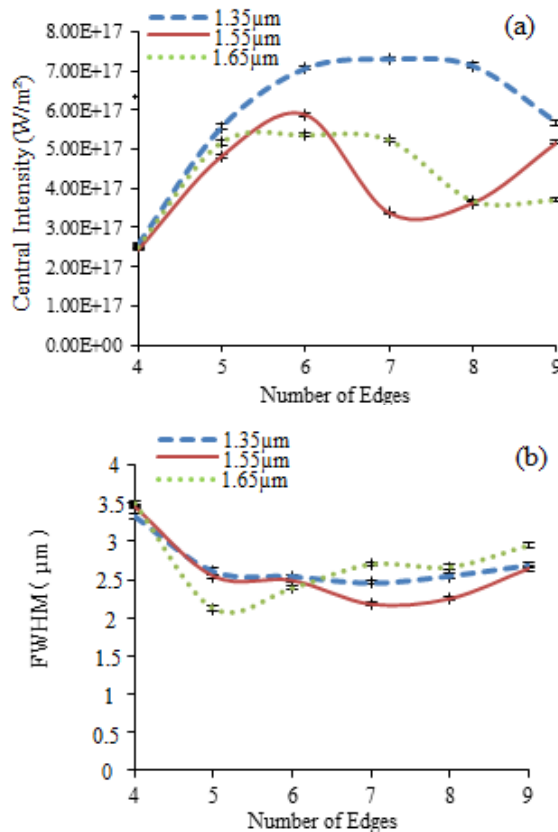 (a)
1.35µm
1.55µm
1.65µm
8.00E+17
7.00E+17
6.00E+17
5.00E+17
4.00E+17
3.00E+17
2.00E+17
1.00E+17
0.00E+00
Central Intensity (W/m²)
4 5 6 7 8 9
Number of Edges
(b)
1.35µm
1.55µm
1.65µm
4
3.5
3
2.5
2
1.5
1
0.5
0
FWHM ( µm )
4 5 6 7 8 9
Number of Edges